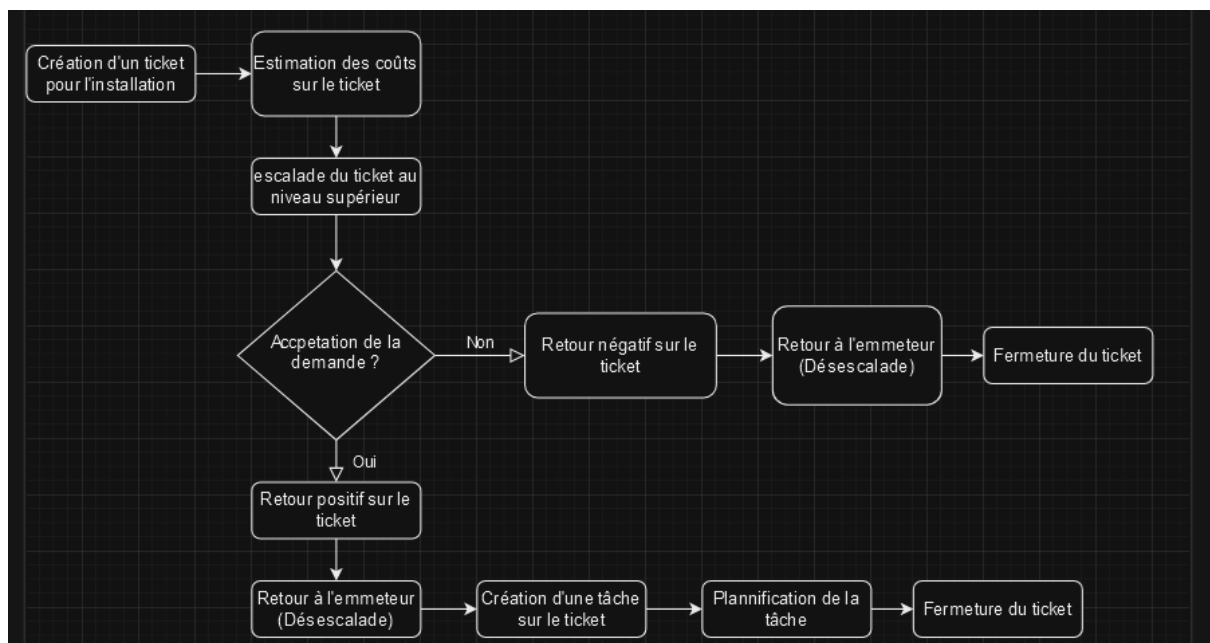 Création d'un ticket
pour l'installation
Estimation des coûts
sur le ticket
escalade du ticket au
niveau supérieur
Accpetation de la
demande ?
Non
Retour négatif sur le
ticket
Retour à l'emmeteur
(Désescalade)
Fermeture du ticket
Oui
Retour positif sur le
ticket
Retour à l'emmeteur
(Désescalade)
Création d'une tâche
sur le ticket
Plannification de la
tâche
Fermeture du ticket